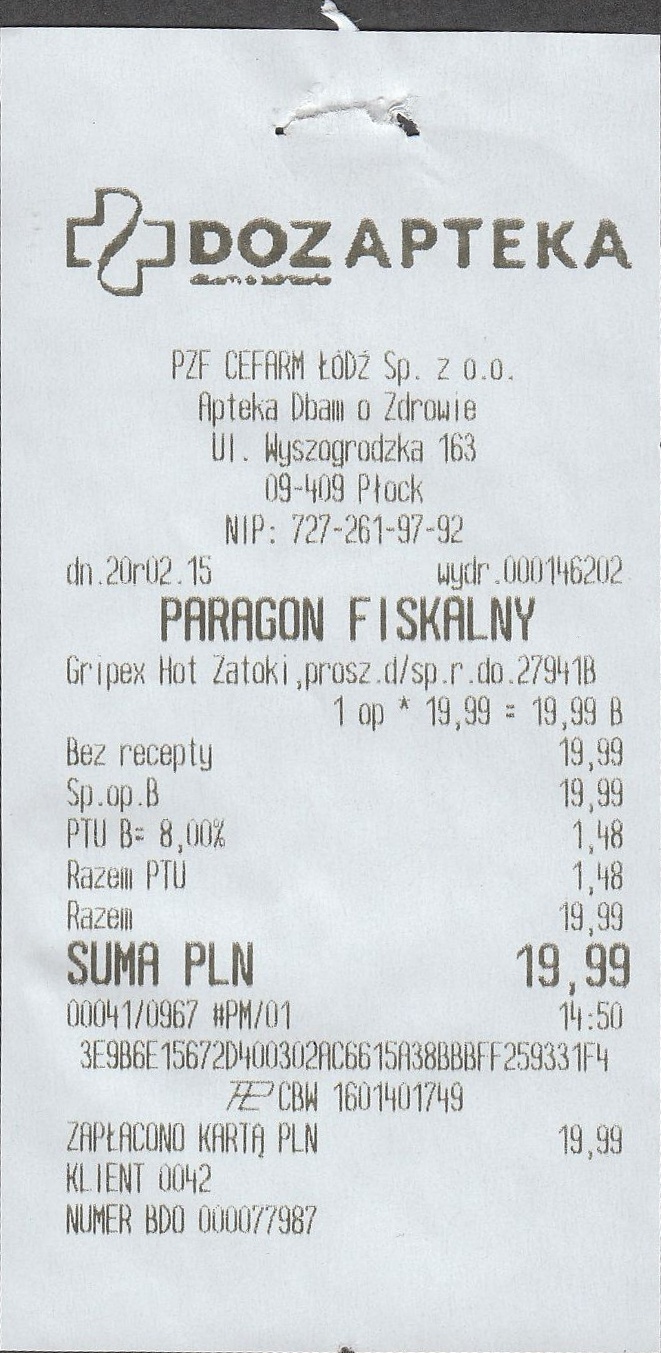 DOZ APTEKA
dbam o zdrowie
PZF CEFARM ŁÓDŹ Sp. z o.o.
Apteka Dbam o Zdrowie
Ul. Wyszogrodzka 163
09-409 Płock
NIP: 727-261-97-92
dn.20r02.15 wydr.000146202
PARAGON FISKALNY
Gripex Hot Zatoki,prosz.d/sp.r.do.27941B
1 op * 19,99 = 19,99 B
Bez recepty 19,99
Sp.op.B 19,99
PTU B= 8,00% 1,48
Razem PTU 1,48
Razem 19,99
SUMA PLN 19,99
00041/0967 #PM/01 14:50
3E9B6E15672D400302AC6615A38BBBFF259331F4
CBW 1601401749
ZAPŁACONO KARTĄ PLN 19,99
KLIENT 0042
NUMER BDO 000077987